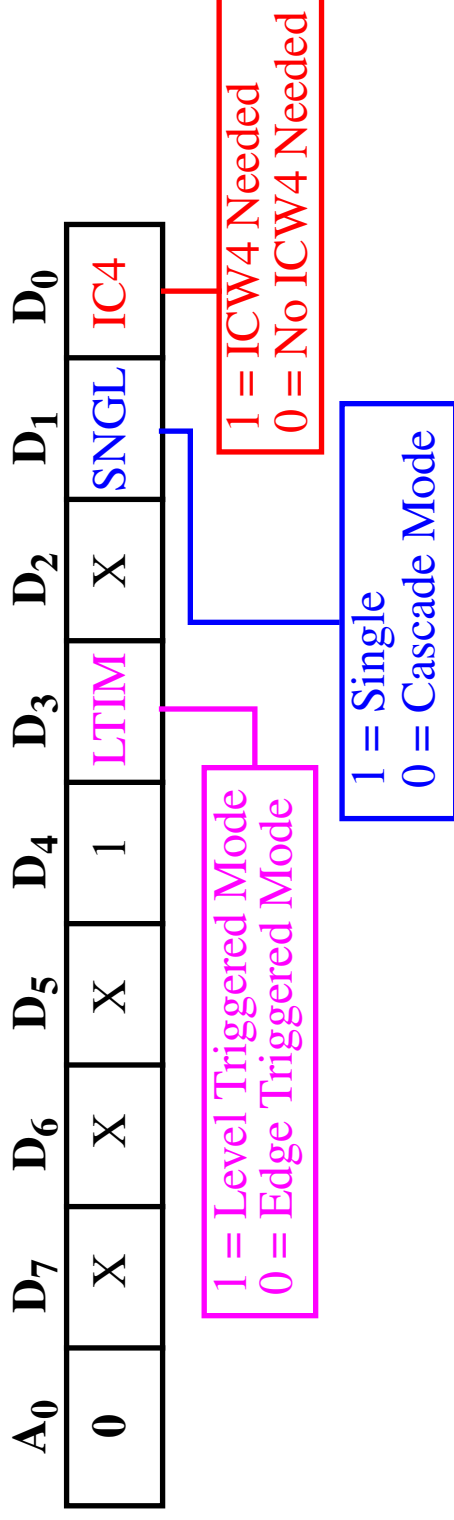 A0 D7 D6 D5 D4 D3 D2 D1 D0
0 X X X 1 LTIM X SNGL IC4
1 = Level Triggered Mode
0 = Edge Triggered Mode
1 = ICW4 Needed
0 = No ICW4 Needed
1 = Single
0 = Cascade Mode